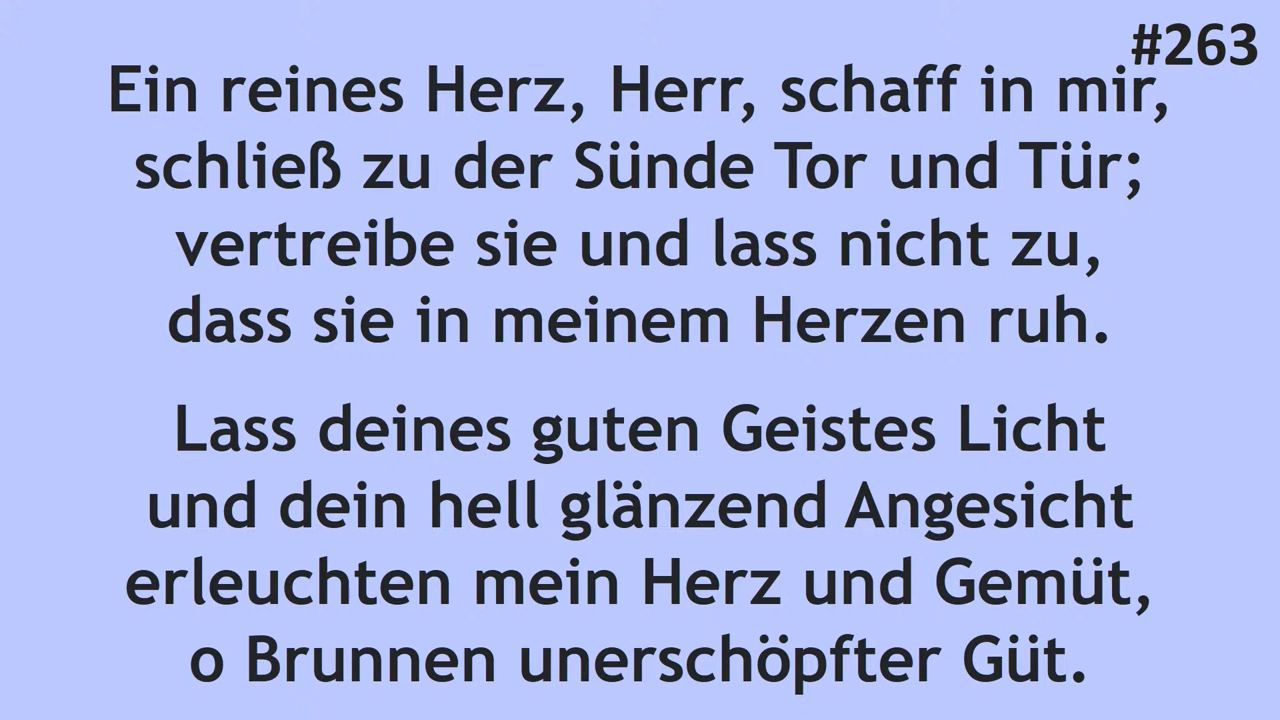 #263
Ein reines Herz, Herr, schaff in mir,
schließ zu der Sünde Tor und Tür;
vertreibe sie und lass nicht zu,
dass sie in meinem Herzen ruh.
Lass deines guten Geistes Licht
und dein hell glänzend Angesicht
erleuchten mein Herz und Gemüt,
o Brunnen unerschöpfter Güt.